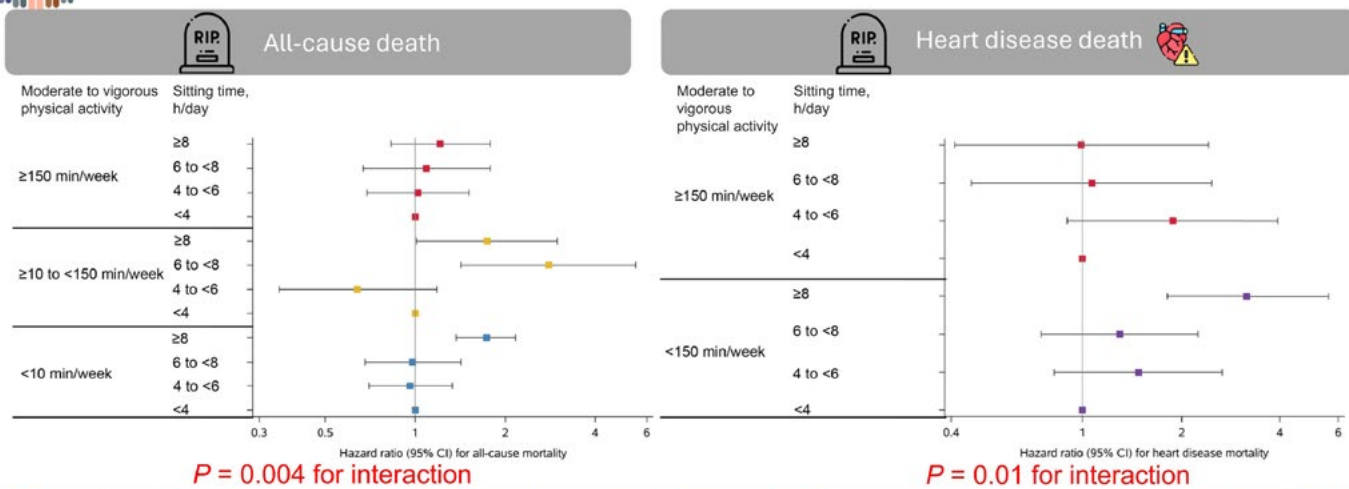 RIP.
All-cause death
Moderate to vigorous
physical activity
Sitting time,
h/day
≥150 min/week
≥8
6 to <8
4 to <6
<4
≥10 to <150 min/week
≥8
6 to <8
4 to <6
<4
<10 min/week
≥8
6 to <8
4 to <6
<4
0.3 0.5 1 2 4 6
Hazard ratio (95% CI) for all-cause mortality
P = 0.004 for interaction
RIP.
Heart disease death
Moderate to
vigorous
physical activity
Sitting time,
h/day
≥150 min/week
≥8
6 to <8
4 to <6
<4
<150 min/week
≥8
6 to <8
4 to <6
<4
0.4 1 2 4 6
Hazard ratio (95% CI) for heart disease mortality
P = 0.01 for interaction